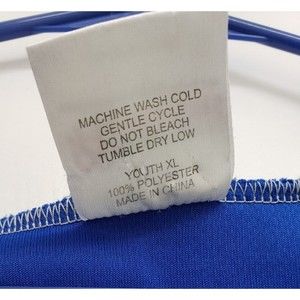 MACHINE WASH COLD
GENTLE CYCLE
DO NOT BLEACH
TUMBLE DRY LOW
YOUTH XL
100% POLYESTER
MADE IN CHINA